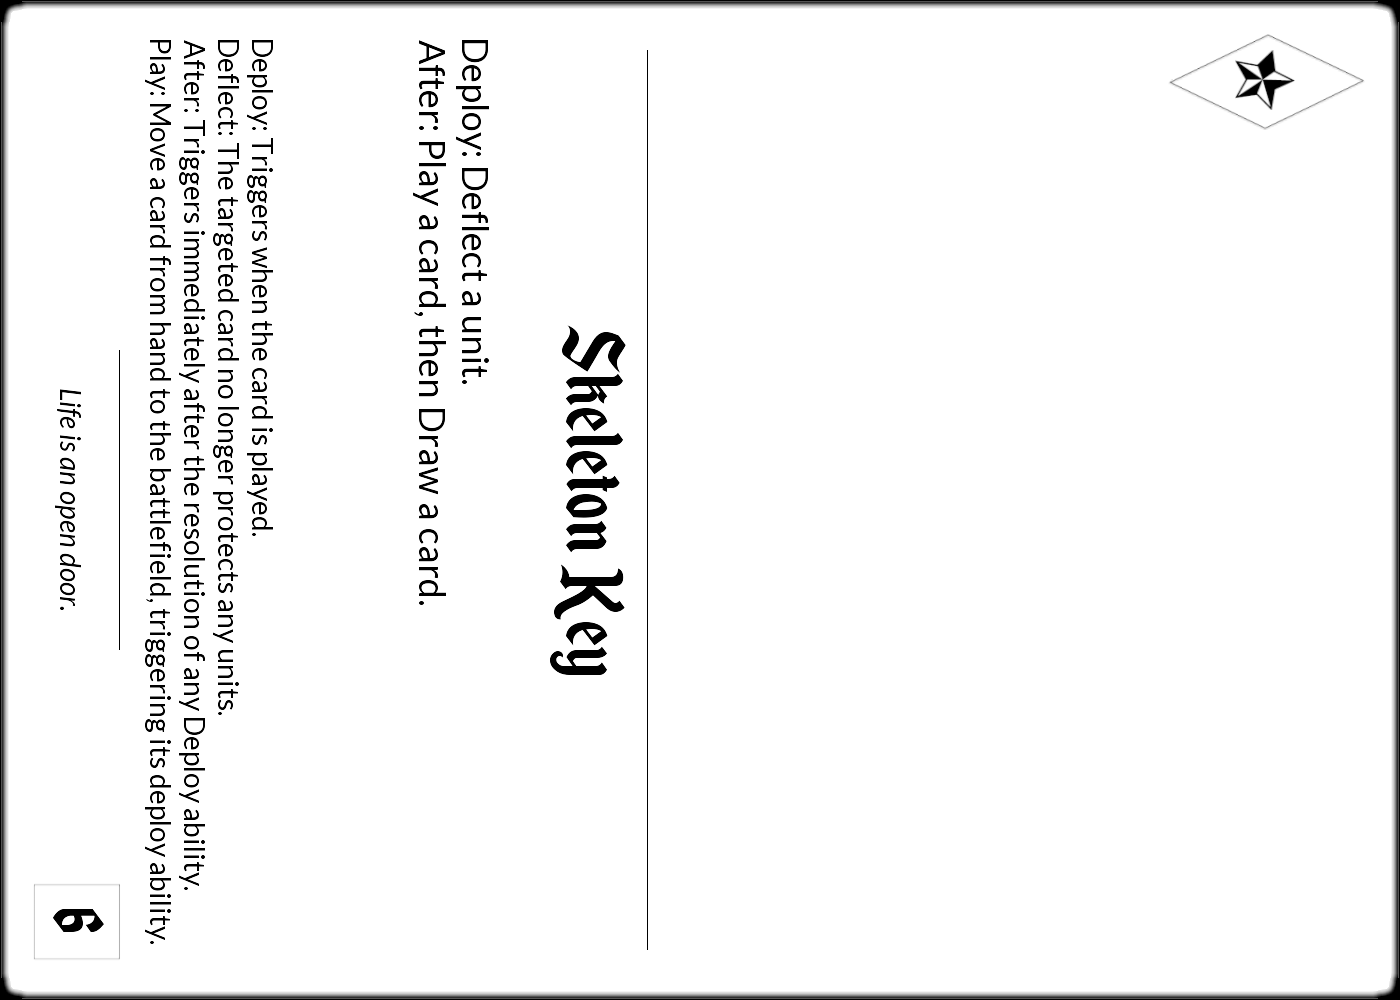 Skeleton Key
Deploy: Deflect a unit.
After: Play a card, then Draw a card.
Deploy: Triggers when the card is played.
Deflect: The targeted card no longer protects any units.
After: Triggers immediately after the resolution of any Deploy ability.
Play: Move a card from hand to the battlefield, triggering its deploy ability.
Life is an open door.
6